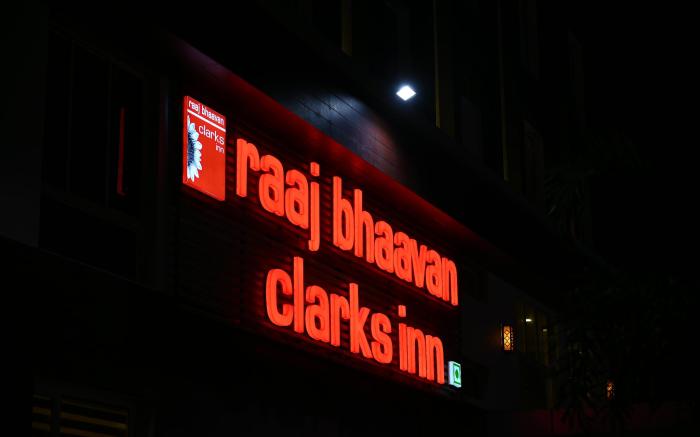 raaj bhaavan
clarks
inn
raaj bhaavan
clarks inn